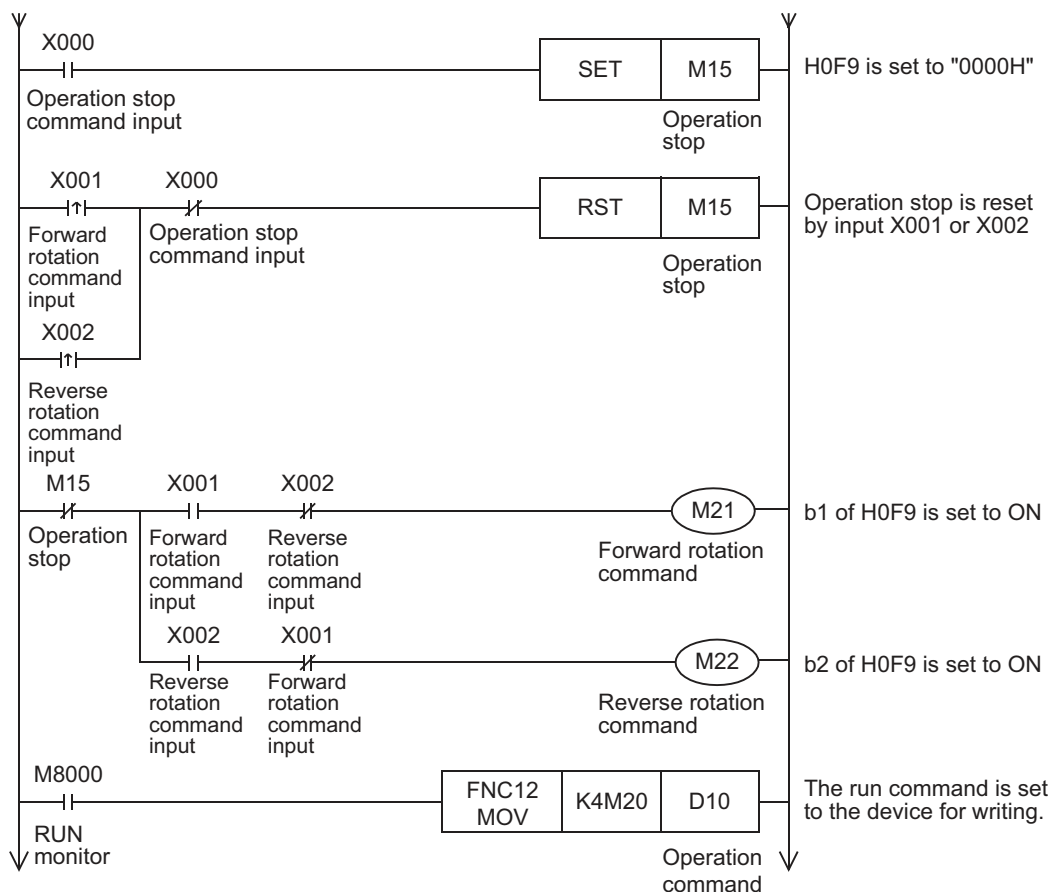 X000
SET M15
H0F9 is set to "0000H"
Operation stop
command input
Operation
stop
X001 X000
RST M15
Operation stop is reset
by input X001 or X002
Forward
rotation
command
input
Operation stop
command input
Operation
stop
X002
Reverse
rotation
command
input
M15 X001 X002
M21
b1 of H0F9 is set to ON
Operation
stop
Forward
rotation
command
input
Reverse
rotation
command
input
Forward rotation
command
X002 X001
M22
b2 of H0F9 is set to ON
Reverse
rotation
command
input
Forward
rotation
command
input
Reverse rotation
command
M8000
FNC12
MOV
K4M20 D10
The run command is set
to the device for writing.
RUN
monitor
Operation
command